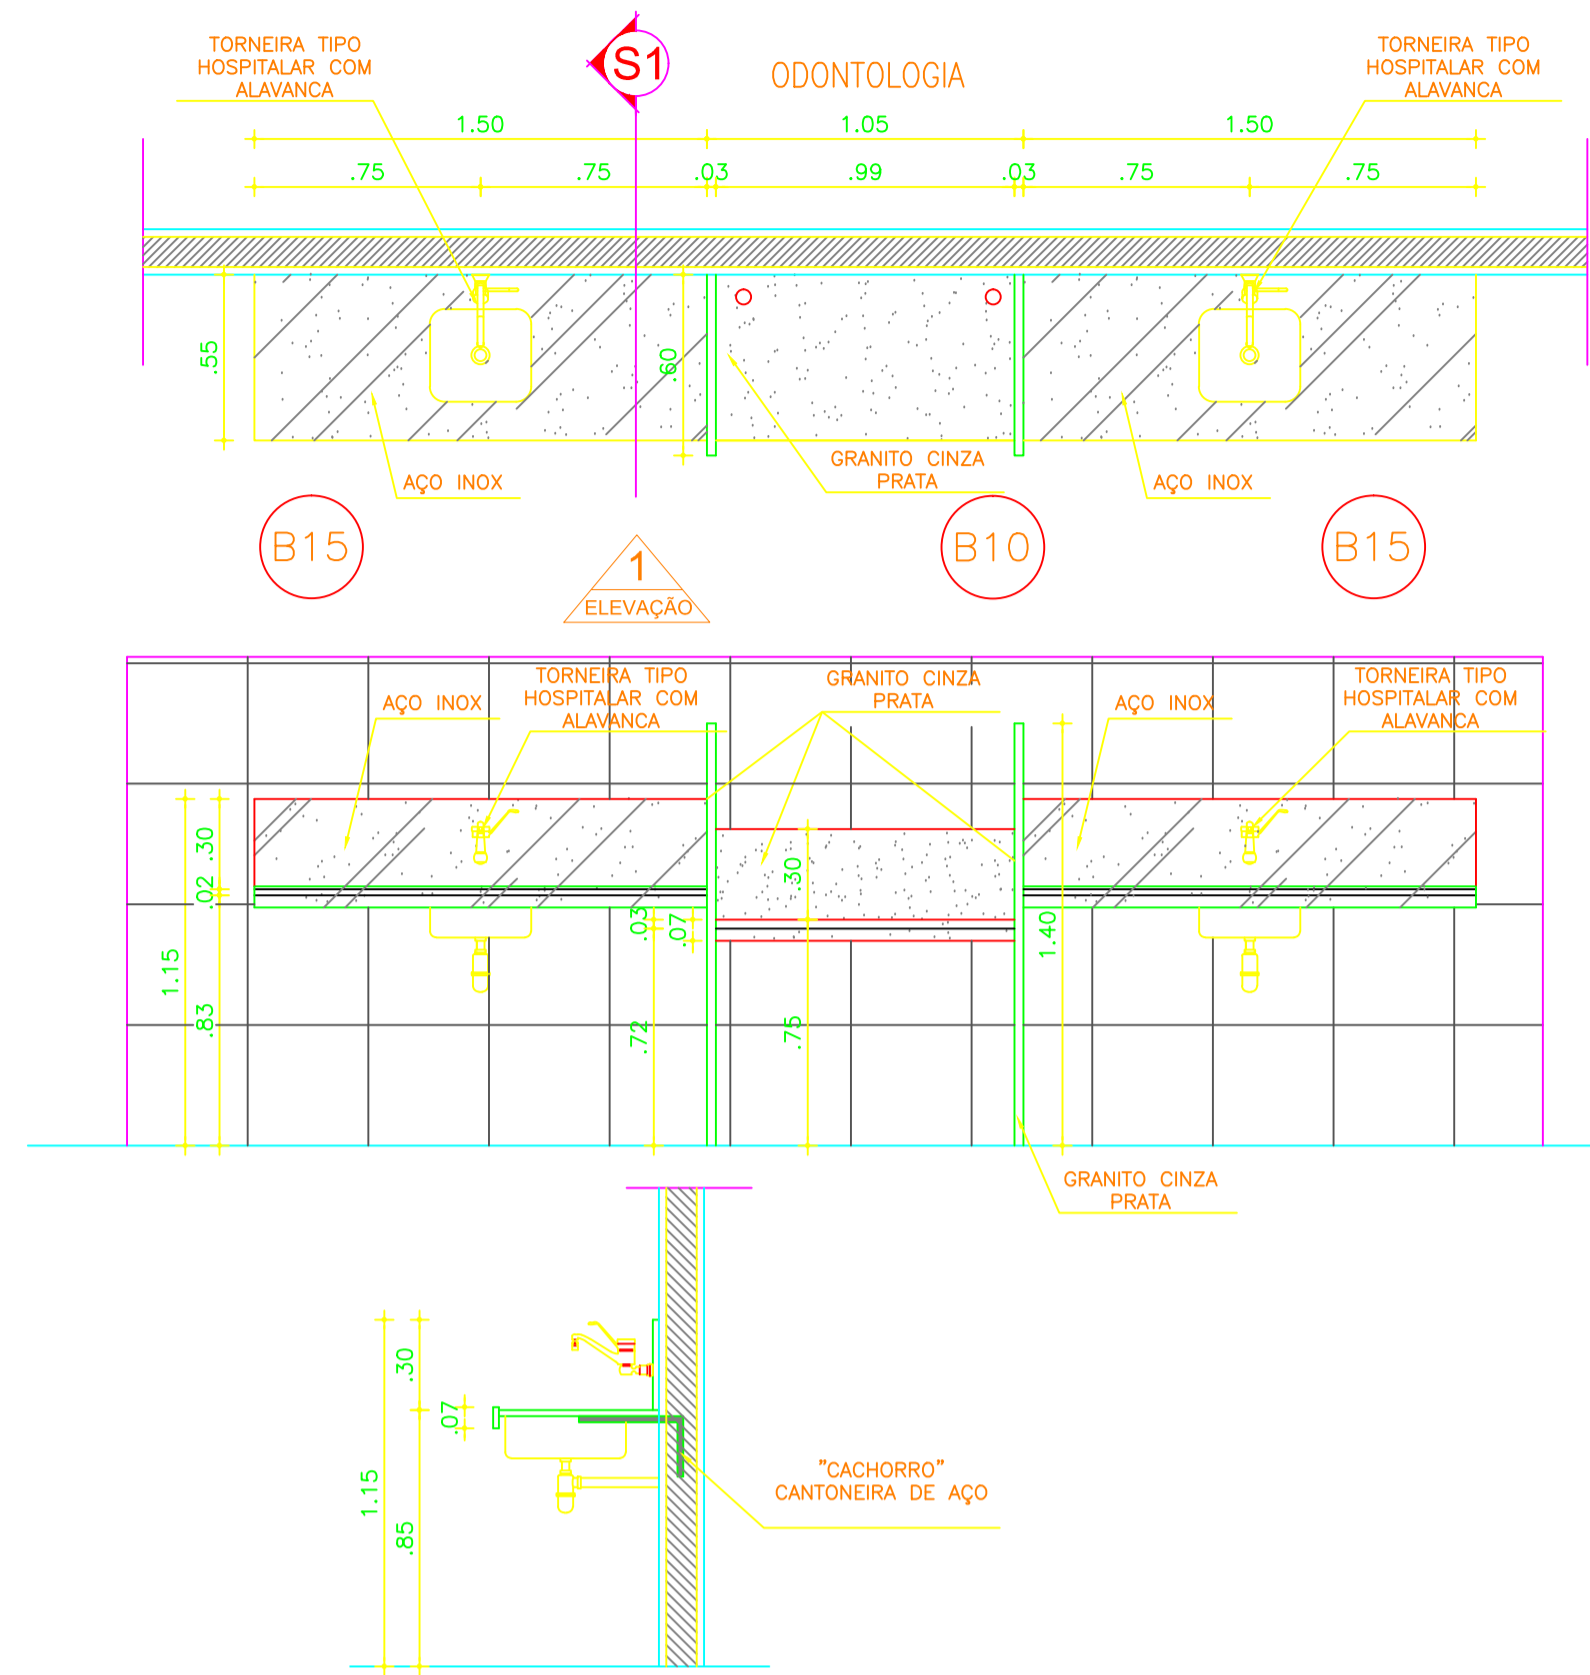 TORNEIRA TIPO
HOSPITALAR COM
ALAVANCA
S1
ODONTOLOGIA
TORNEIRA TIPO
HOSPITALAR COM
ALAVANCA
1.50
1.05
1.50
.75
.75
.03
.99
.03
.75
.75
.55
.60
AÇO INOX
GRANITO CINZA
PRATA
AÇO INOX
B15
1
ELEVAÇÃO
B10
B15
AÇO INOX
TORNEIRA TIPO
HOSPITALAR COM
ALAVANCA
GRANITO CINZA
PRATA
AÇO INOX
TORNEIRA TIPO
HOSPITALAR COM
ALAVANCA
1.15
.30
.02
.83
.03
.07
.72
.30
.75
1.40
GRANITO CINZA
PRATA
.30
.07
1.15
.85
"CACHORRO"
CANTONEIRA DE AÇO